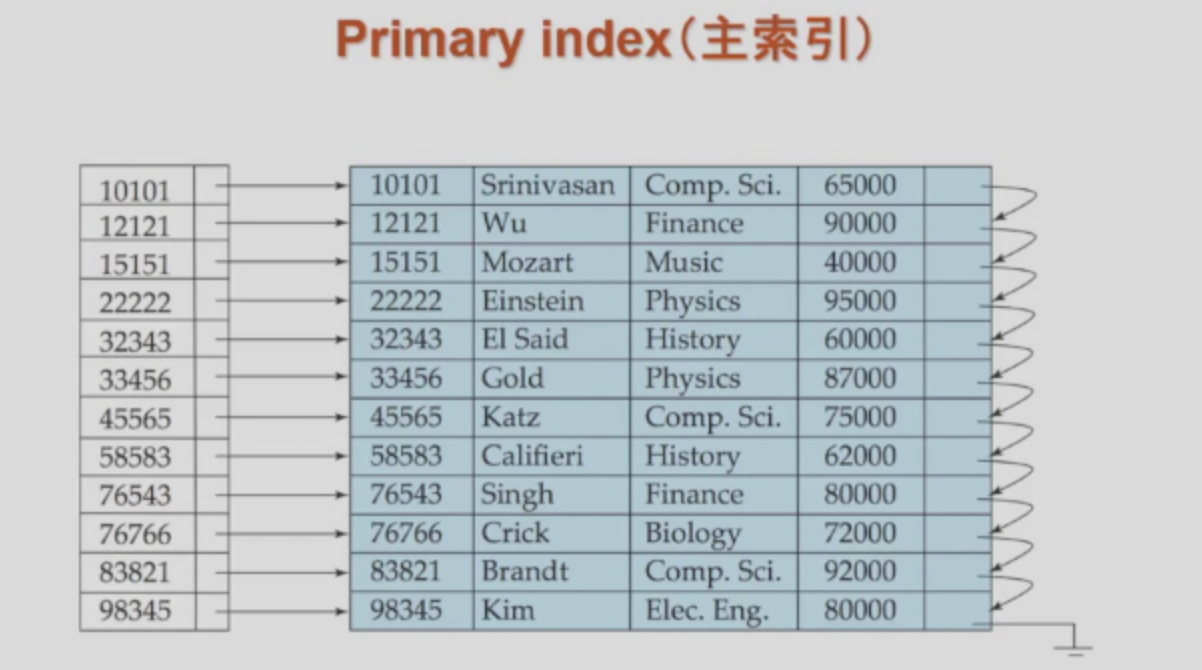 Primary index(主索引)
10101 10101 Srinivasan Comp. Sci. 65000
12121 12121 Wu Finance 90000
15151 15151 Mozart Music 40000
22222 22222 Einstein Physics 95000
32343 32343 El Said History 60000
33456 33456 Gold Physics 87000
45565 45565 Katz Comp. Sci. 75000
58583 58583 Califieri History 62000
76543 76543 Singh Finance 80000
76766 76766 Crick Biology 72000
83821 83821 Brandt Comp. Sci. 92000
98345 98345 Kim Elec. Eng. 80000